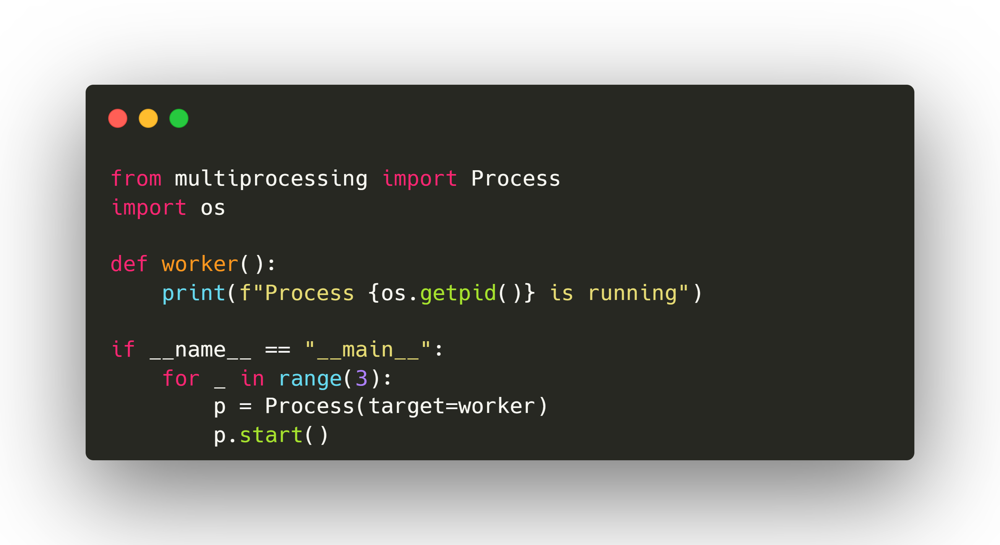 from multiprocessing import Process
import os

def worker():
    print(f"Process {os.getpid()} is running")

if __name__ == "__main__":
    for _ in range(3):
        p = Process(target=worker)
        p.start()